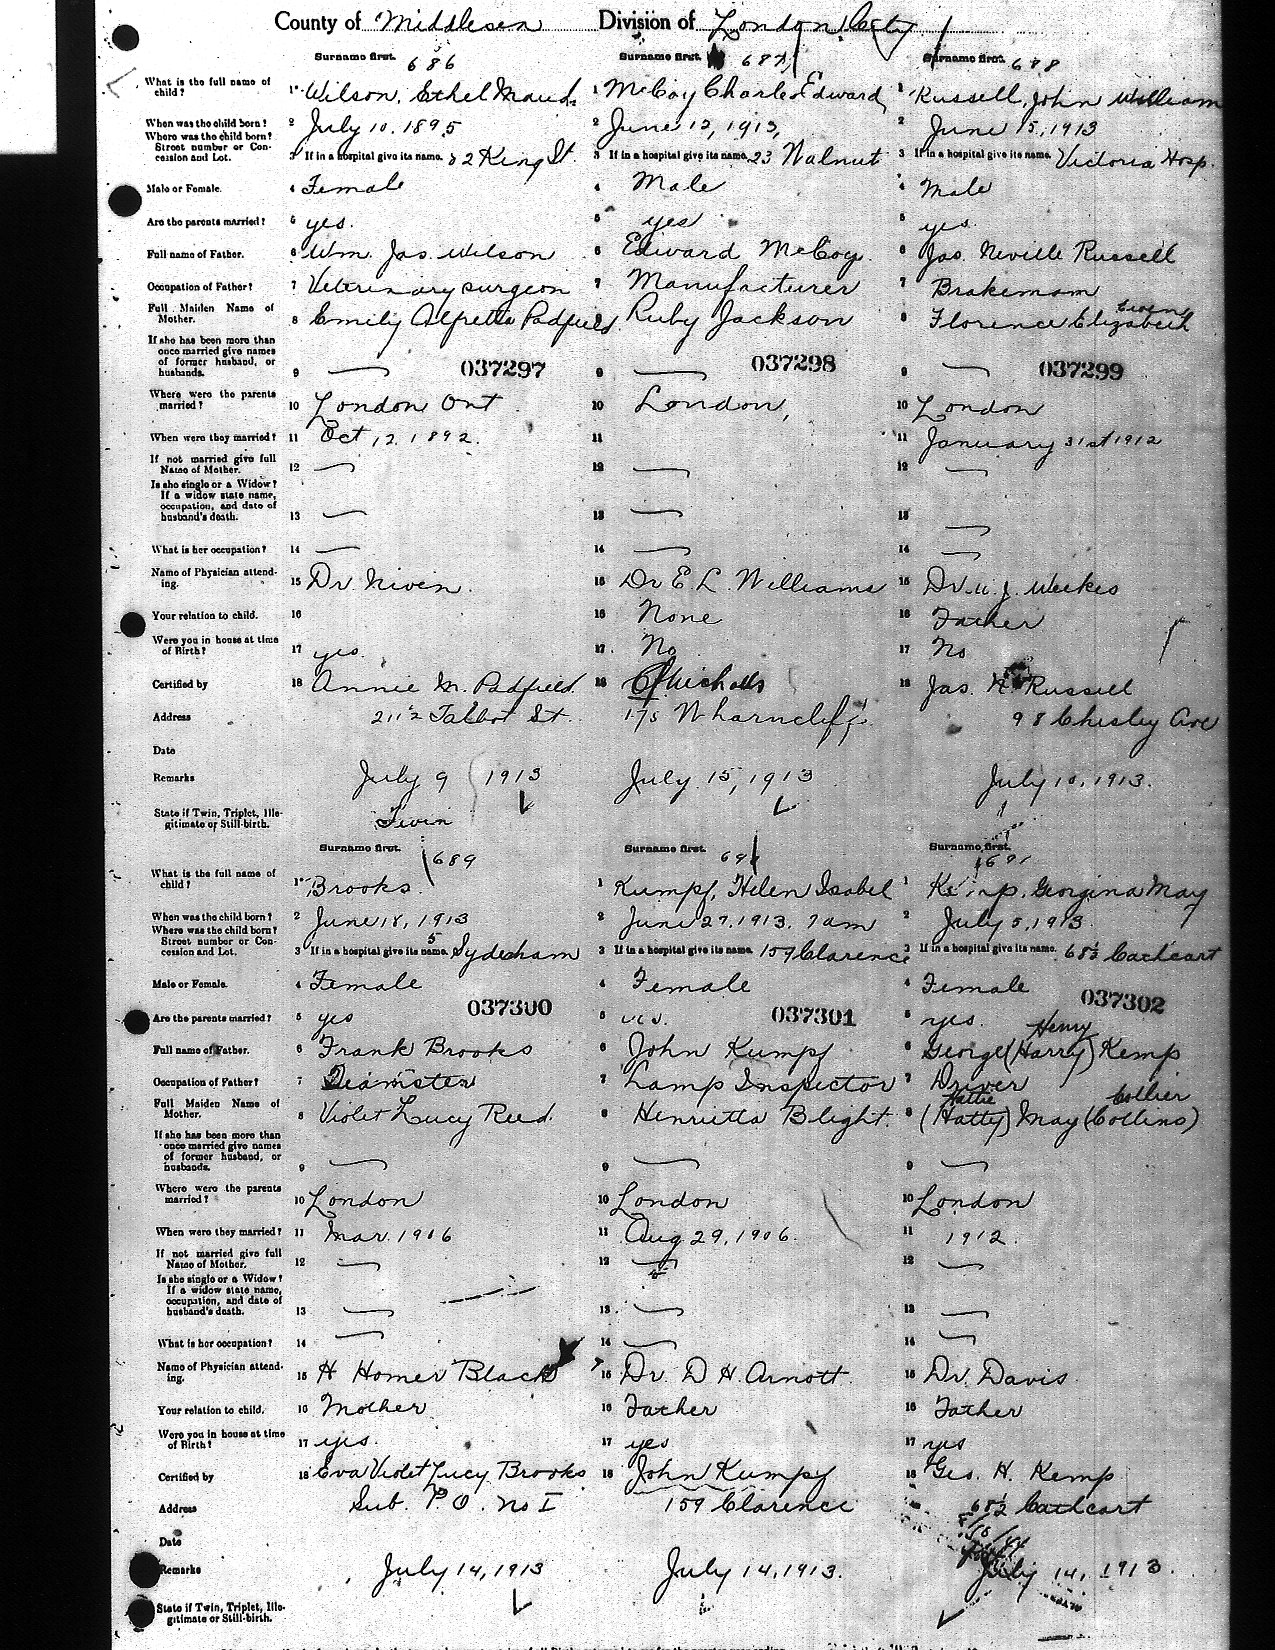 County of Middlesex Division of London City
Surname first. 686 Surname first. 687 Surname first. 688
What is the full name of child? 1 Wilson, Ethel Maud. 1 McCoy Charles Edward 1 Russell, John William
When was the child born? 2 July 10, 1895 2 June 12, 1913, 2 June 15, 1913
Where was the child born? Street number or Concession and Lot. 3 If in a hospital give its name. 82 King St. 3 If in a hospital give its name. 23 Walnut 3 If in a hospital give its name. Victoria Hosp.
Male or Female. 4 Female 4 Male 4 Male
Are the parents married? 5 yes. 5 yes 5 yes.
Full name of Father. 6 Wm. Jas. Wilson 6 Edward McCoy. 6 Jas. Neville Russell
Occupation of Father? 7 Veterinary surgeon 7 Manufacturer 7 Brakemam
Full Maiden Name of Mother. 8 Emily Alfretta Padfield 8 Ruby Jackson 8 Florence Elizabeth
If she has been more than once married give names of former husband, or husbands. 9 — 037297 9 — 037298 9 — 037299
Where were the parents married? 10 London Ont. 10 London, 10 London
When were they married? 11 Oct 12, 1892. 11 11 January 31st 1912
If not married give full Name of Mother. 12 — 12 — 12 —
Is she single or a Widow? If a widow state name, occupation, and date of husband's death. 13 — 13 — 13 —
What is her occupation? 14 — 14 — 14 —
Name of Physician attending. 15 Dr. Niven. 15 Dr E. L. Williams 15 Dr. W. J. Weekes
Your relation to child. 16 16 None 16 Father
Were you in house at time of Birth? 17 yes. 17 No 17 No
Certified by 18 Annie M. Padfield. 18 Nicholls 18 Jas. N. Russell
Address 211½ Talbot St. 175 Wharncliff. 98 Chesley Ave
Date
Remarks July 9 1913 July 15, 1913 July 10, 1913.
State if Twin, Triplet, Illegitimate or Still-birth. Twin
Surname first. 689 Surname first. 690 Surname first. 691
What is the full name of child? 1 Brooks. 1 Kumpf, Helen Isabel 1 Kemp, Georgina May
When was the child born? 2 June 18, 1913 2 June 27, 1913. 7am 2 July 5, 1913
Where was the child born? Street number or Concession and Lot. 3 If in a hospital give its name. 5 Sydenham 3 If in a hospital give its name. 159 Clarence 3 If in a hospital give its name. 68½ Cathcart
Male or Female. 4 Female 4 Female 4 Female
037300 037301 037302
Are the parents married? 5 yes 5 yes. 5 yes.
Henry
Full name of Father. 6 Frank Brooks 6 John Kumpf 6 George (Harry) Kemp
Occupation of Father? 7 Teamster 7 Lamp Inspector 7 Driver
Hattie Collier
Full Maiden Name of Mother. 8 Violet Lucy Reed. 8 Henrietta Blight. 8 (Hatty) May (Collins)
If she has been more than once married give names of former husband, or husbands. 9 — 9 — 9 —
Where were the parents married? 10 London 10 London 10 London
When were they married? 11 Mar. 1906 11 Aug 29, 1906. 11 1912.
If not married give full Name of Mother. 12 — 12 — 12 —
Is she single or a Widow? If a widow state name, occupation, and date of husband's death. 13 — 13 — 13 —
What is her occupation? 14 — 14 — 14 —
Name of Physician attending. 15 H Homer Black 15 Dr. D H. Arnott. 15 Dr. Davis.
Your relation to child. 16 Mother 16 Father 16 Father
Were you in house at time of Birth? 17 yes. 17 yes 17 yes
Certified by 18 Eva Violet Lucy Brooks 18 John Kumpf 18 Geo. H. Kemp
Address Sub. P.O. No I 159 Clarence 68½ Cathcart
Date
Remarks July 14, 1913 July 14, 1913. July 14, 1913.
State if Twin, Triplet, Illegitimate or Still-birth.